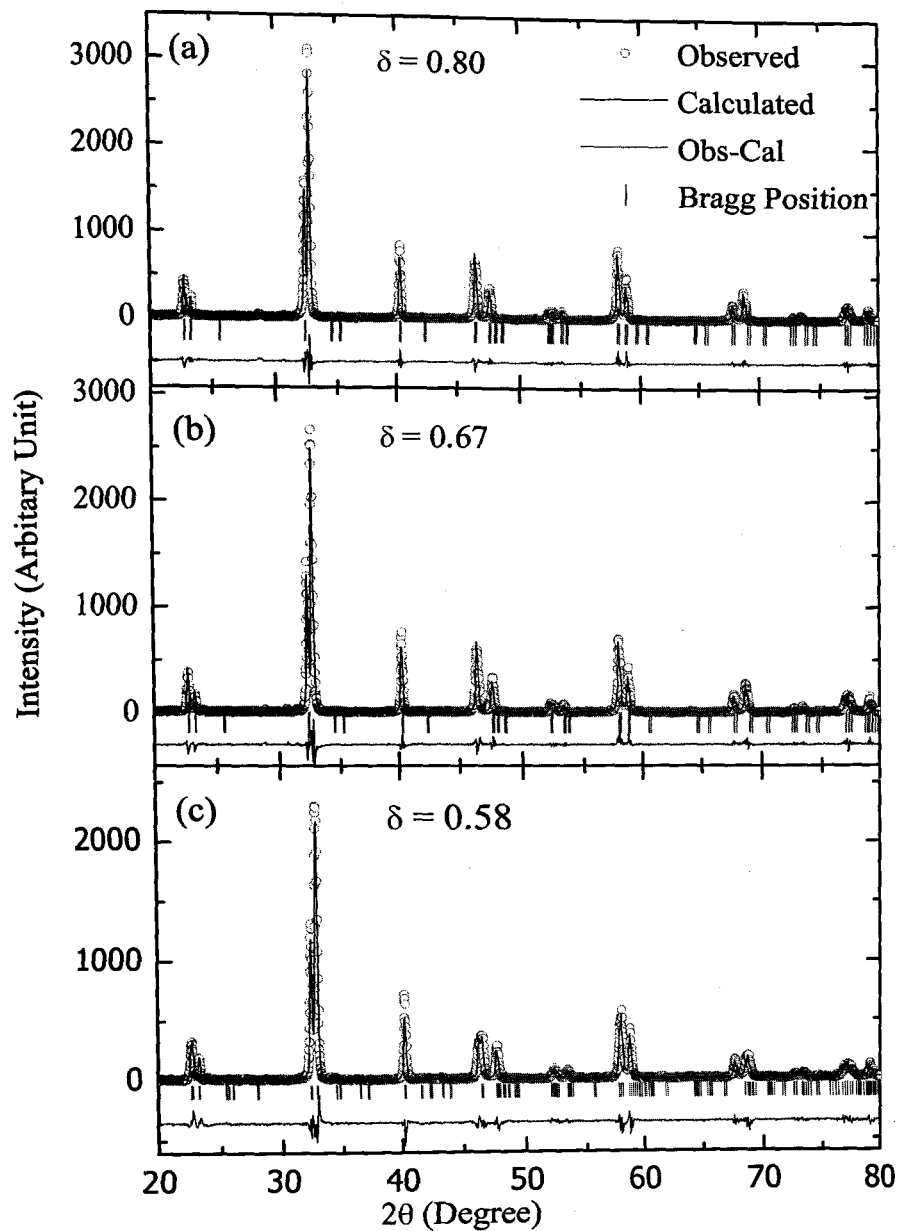 (a)
δ = 0.80
Observed
Calculated
Obs-Cal
Bragg Position
3000
2000
1000
0
(b)
δ = 0.67
3000
2000
1000
0
(c)
δ = 0.58
2000
1000
0
Intensity (Arbitary Unit)
20 30 40 50 60 70 80
2θ (Degree)